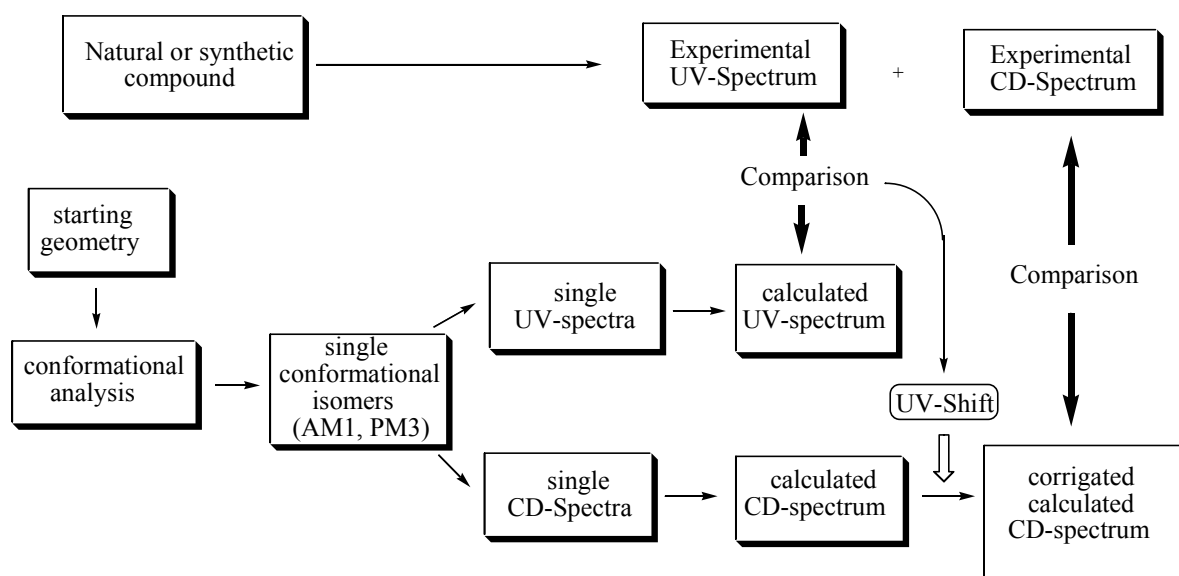 Natural or synthetic
compound
Experimental
UV-Spectrum
+
Experimental
CD-Spectrum
Comparison
starting
geometry
Comparison
conformational
analysis
single
conformational
isomers
(AM1, PM3)
single
UV-spectra
calculated
UV-spectrum
UV-Shift
single
CD-Spectra
calculated
CD-spectrum
corrigated
calculated
CD-spectrum